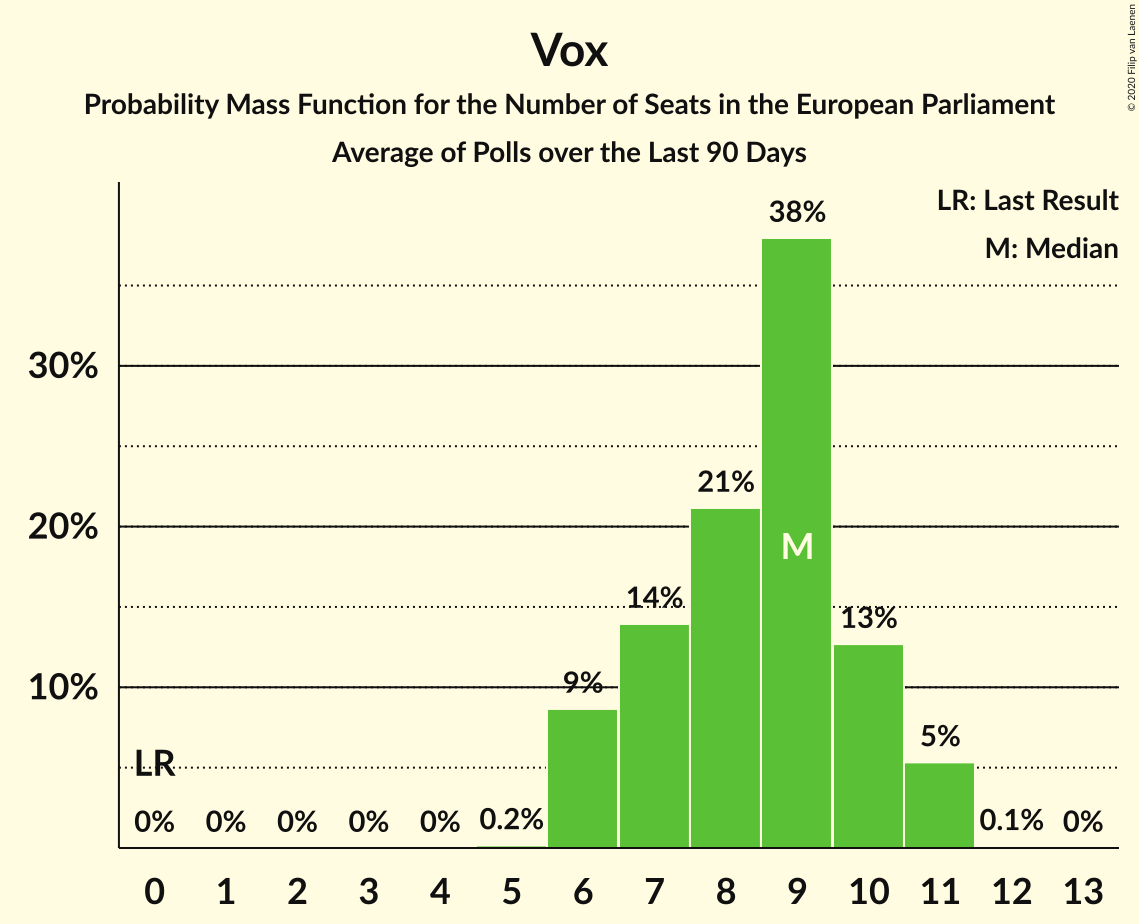 Vox
Probability Mass Function for the Number of Seats in the European Parliament
Average of Polls over the Last 90 Days
© 2020 Filip van Laenen
LR: Last Result
M: Median
38%
30%
21%
20%
M
14%
13%
9%
10%
5%
LR
0% 0% 0% 0% 0% 0.2% 0.1% 0%
0 1 2 3 4 5 6 7 8 9 10 11 12 13